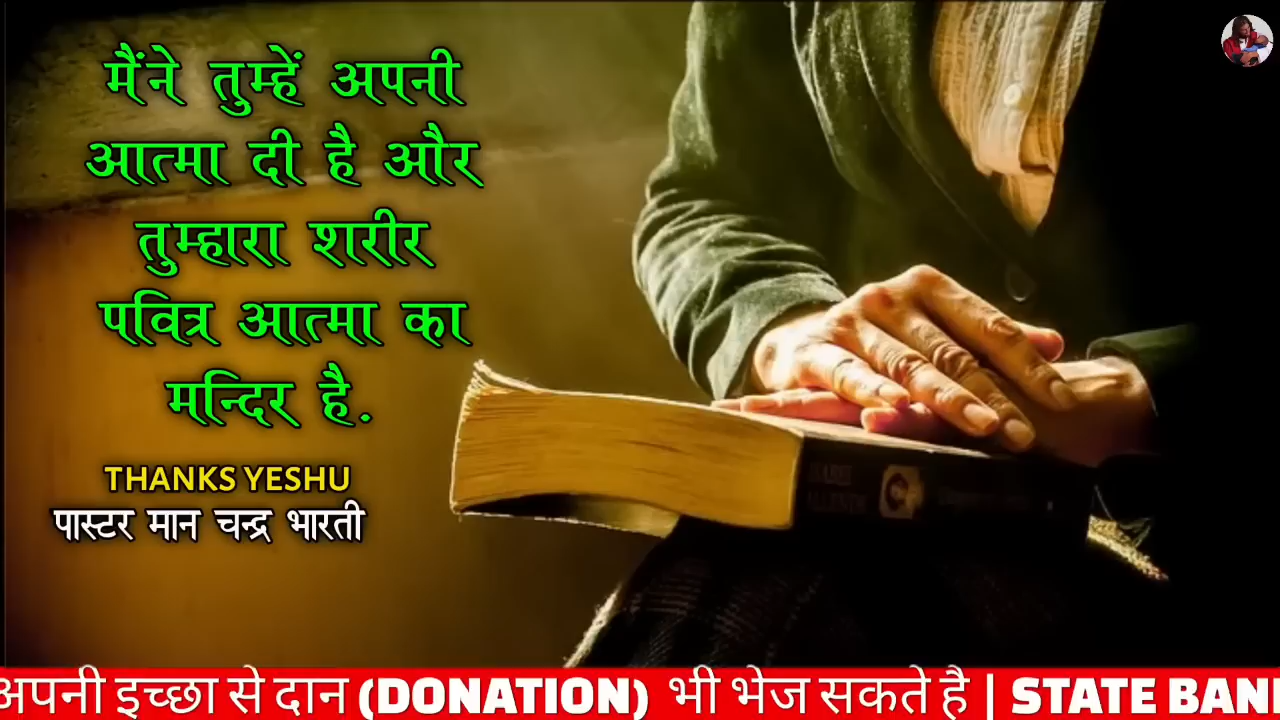 मैंने तुम्हें अपनी
आत्मा दी है और
तुम्हारा शरीर
पवित्र आत्मा का
मन्दिर है.
THANKS YESHU
पास्टर मान चन्द्र भारती
अपनी इच्छा से दान (DONATION) भी भेज सकते है | STATE BAN